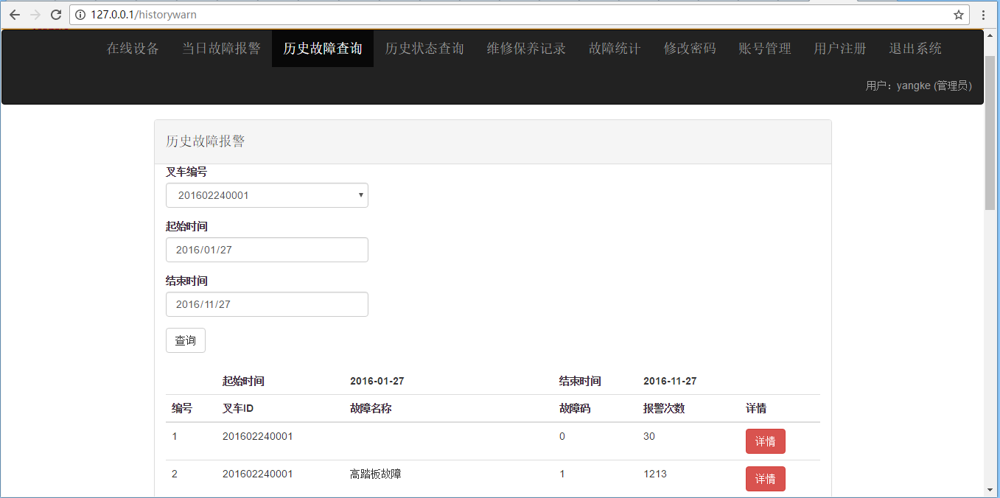 127.0.0.1/historywarn
在线设备 当日故障报警 历史故障查询 历史状态查询 维修保养记录 故障统计 修改密码 账号管理 用户注册 退出系统
用户：yangke (管理员)
历史故障报警
叉车编号
201602240001
起始时间
2016/01/27
结束时间
2016/11/27
查询
起始时间 2016-01-27 结束时间 2016-11-27
编号 叉车ID 故障名称 故障码 报警次数 详情
1 201602240001 0 30 详情
2 201602240001 高踏板故障 1 1213 详情